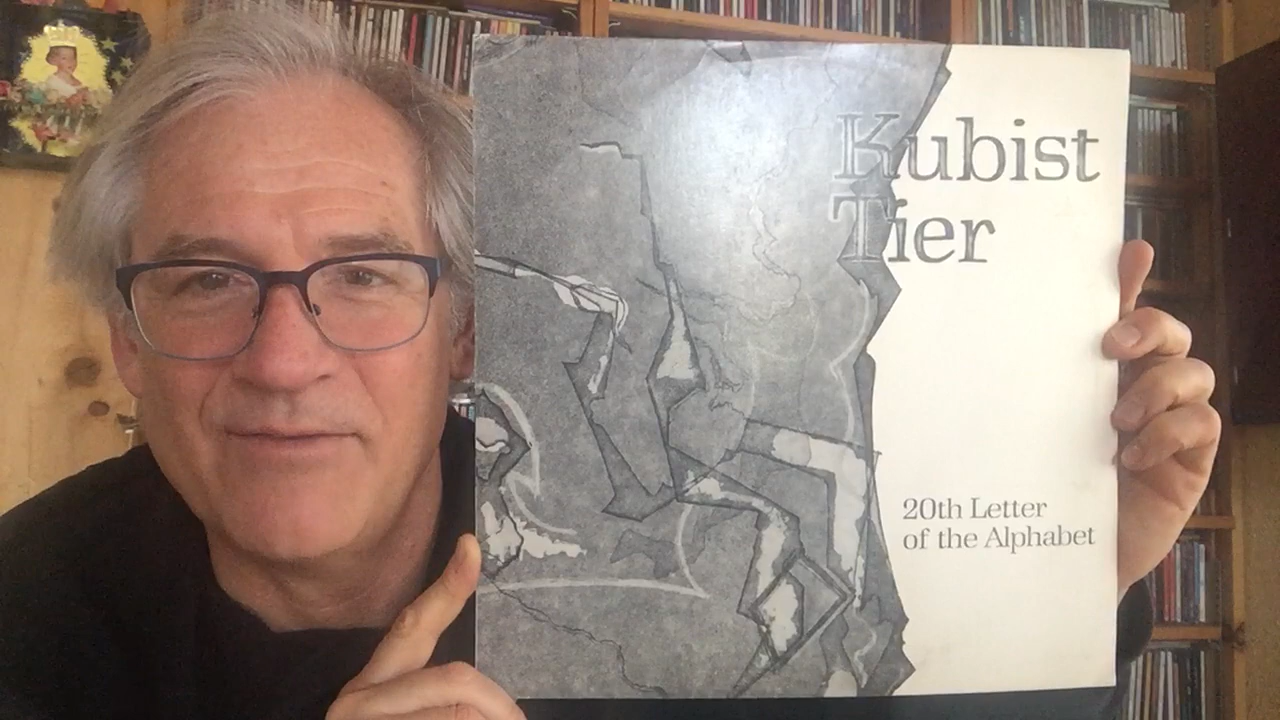 Kubist
Tier
20th Letter
of the Alphabet